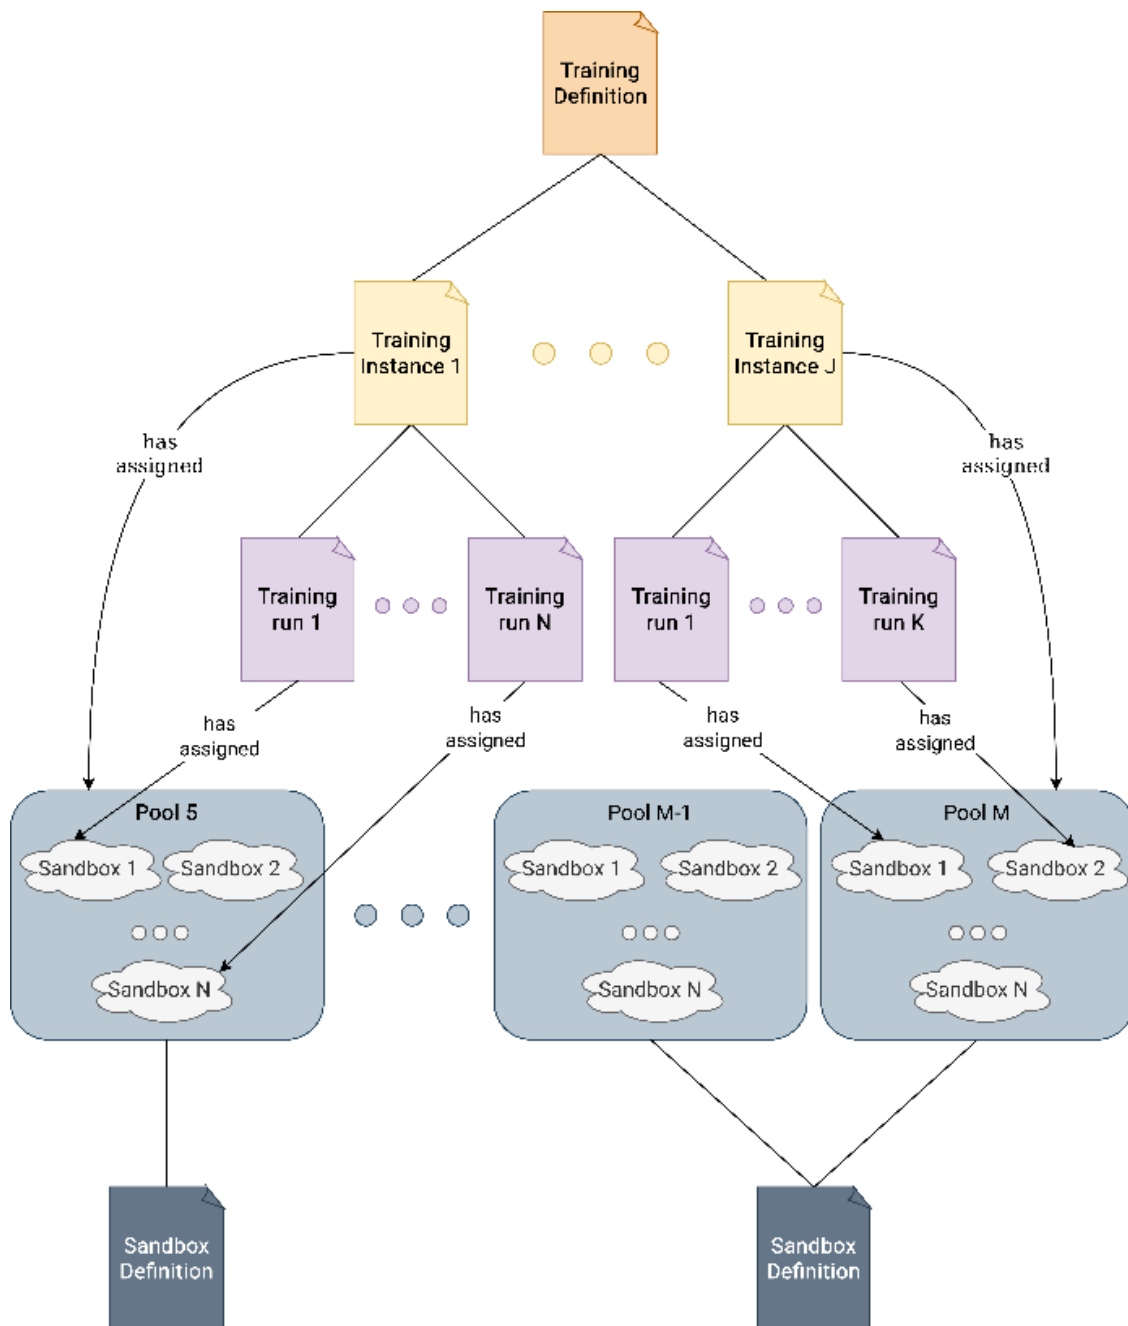 Training
Definition
Training
Instance 1
Training
Instance J
has
assigned
has
assigned
Training
run 1
Training
run N
Training
run 1
Training
run K
has
assigned
has
assigned
has
assigned
has
assigned
Pool 5
Sandbox 1
Sandbox 2
Sandbox N
Pool M-1
Sandbox 1
Sandbox 2
Sandbox N
Pool M
Sandbox 1
Sandbox 2
Sandbox N
Sandbox
Definition
Sandbox
Definition